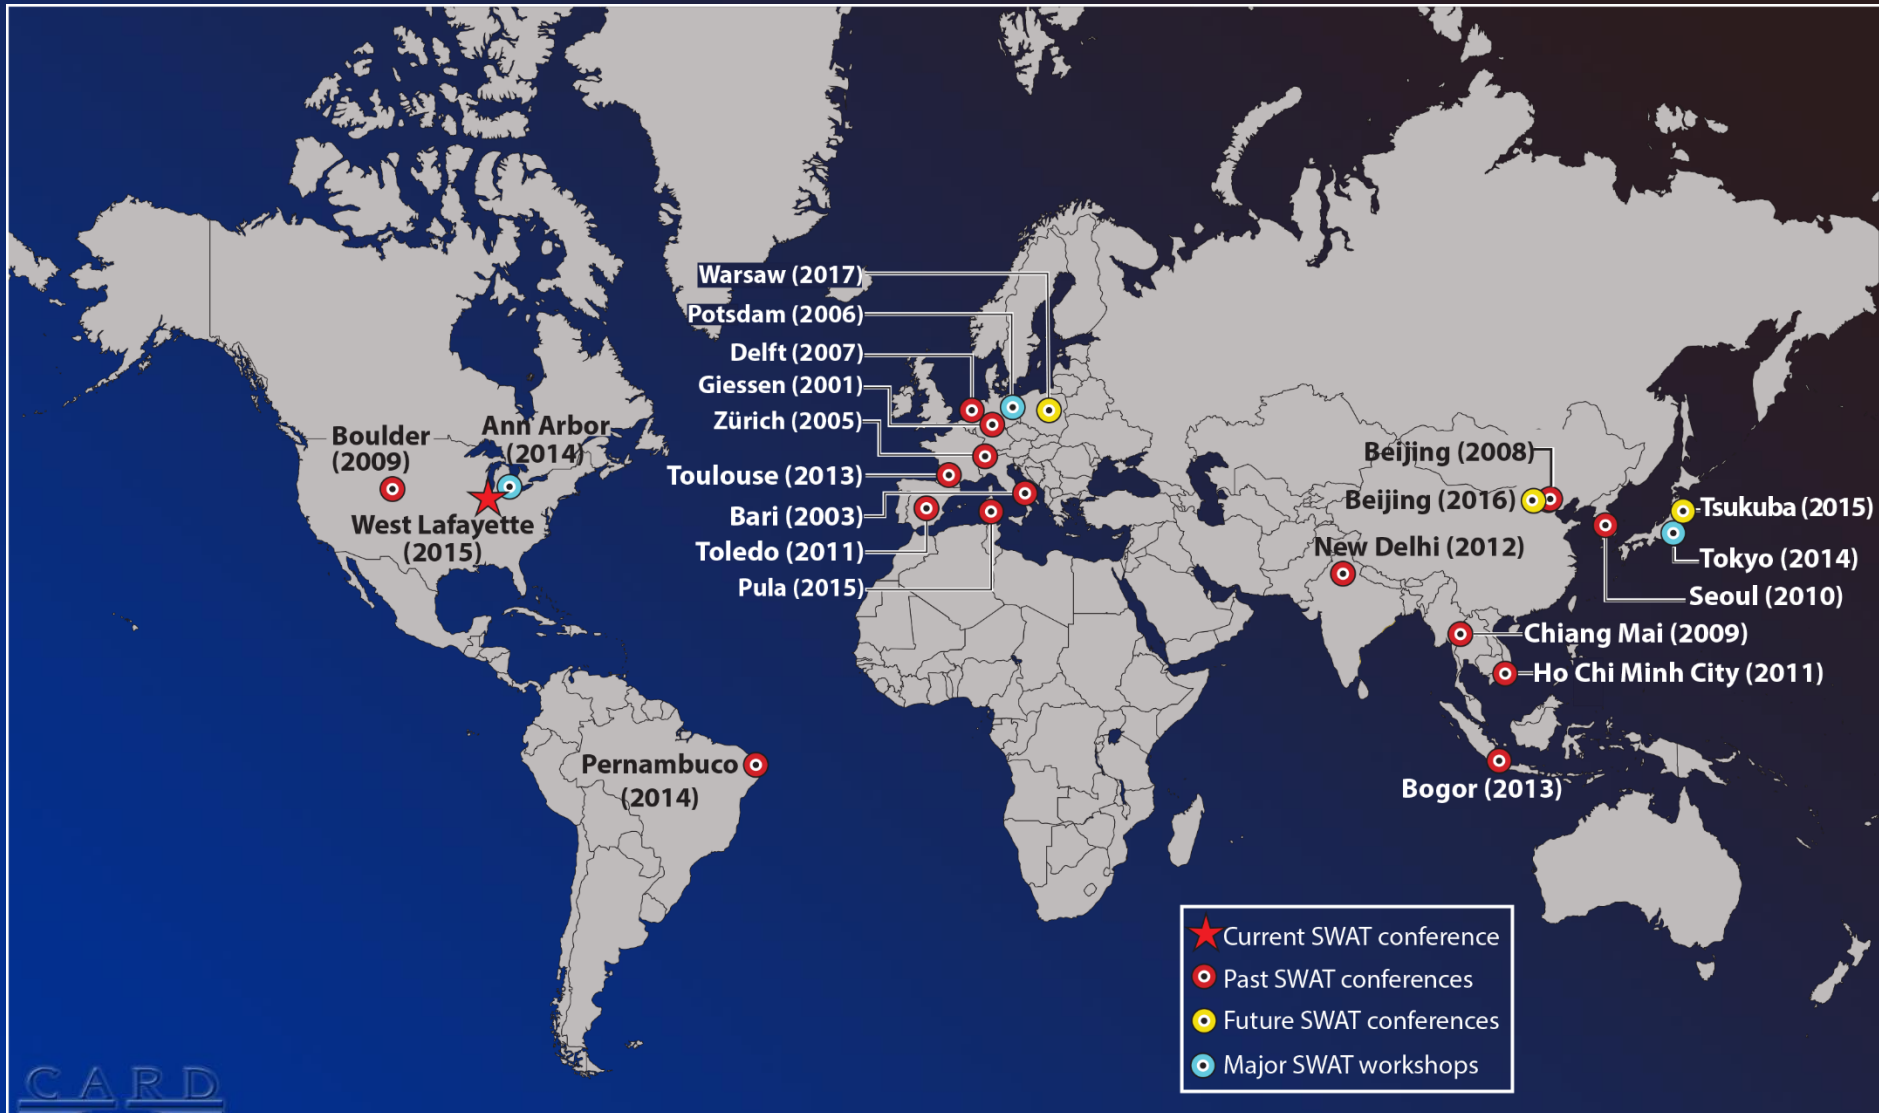 Warsaw (2017)
Potsdam (2006)
Delft (2007)
Giessen (2001)
Zürich (2005)
Toulouse (2013)
Bari (2003)
Toledo (2011)
Pula (2015)
Boulder
(2009)
Ann Arbor
(2014)
West Lafayette
(2015)
Pernambuco
(2014)
Beijing (2008)
Beijing (2016)
New Delhi (2012)
Tsukuba (2015)
Tokyo (2014)
Seoul (2010)
Chiang Mai (2009)
Ho Chi Minh City (2011)
Bogor (2013)
Current SWAT conference
Past SWAT conferences
Future SWAT conferences
Major SWAT workshops
CARD